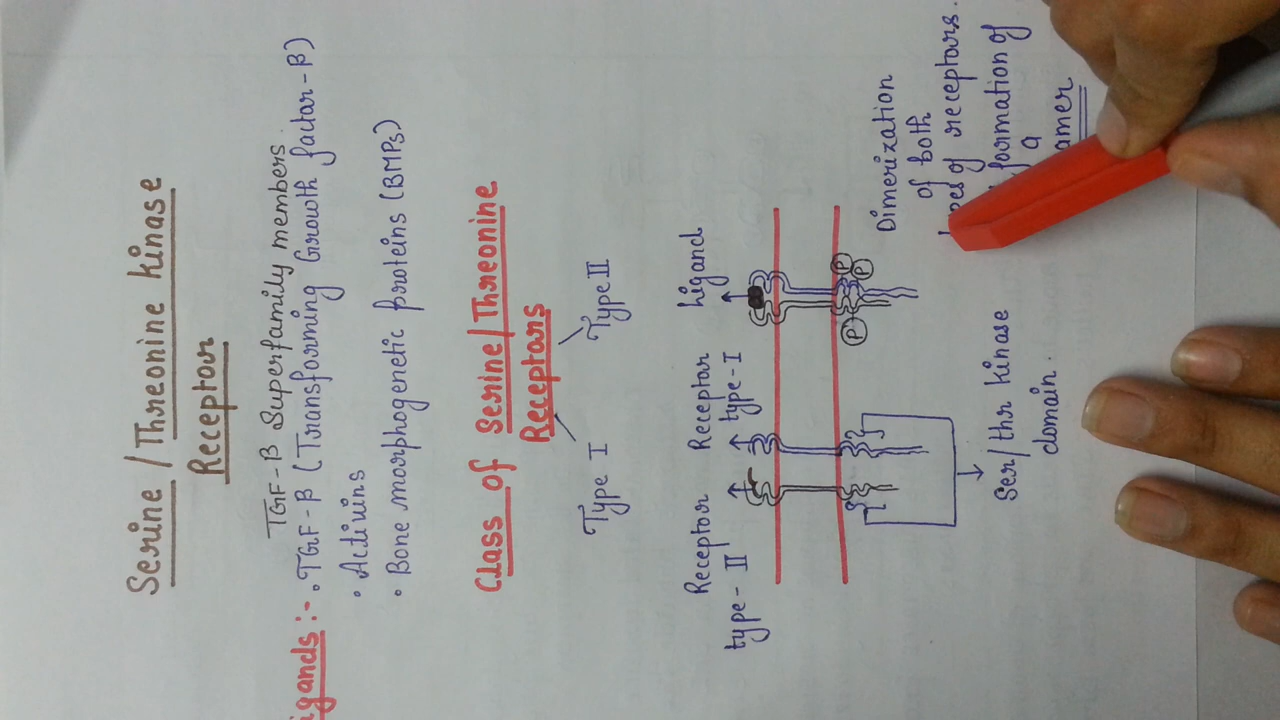 Serine/Threonine kinase
Receptor
TGF-B Superfamily members.
igands:- • TGF-B (Transforming Growth factor-B)
• Activins
• Bone morphogenetic proteins (BMPs)
Class of Serine/Threonine
Receptors
Type I Type II
Receptor type-II
Receptor type-I
Ligand
P
P
P
Ser/thr kinase
domain.
Dimerization
of both
of receptors.
formation of
a
amer